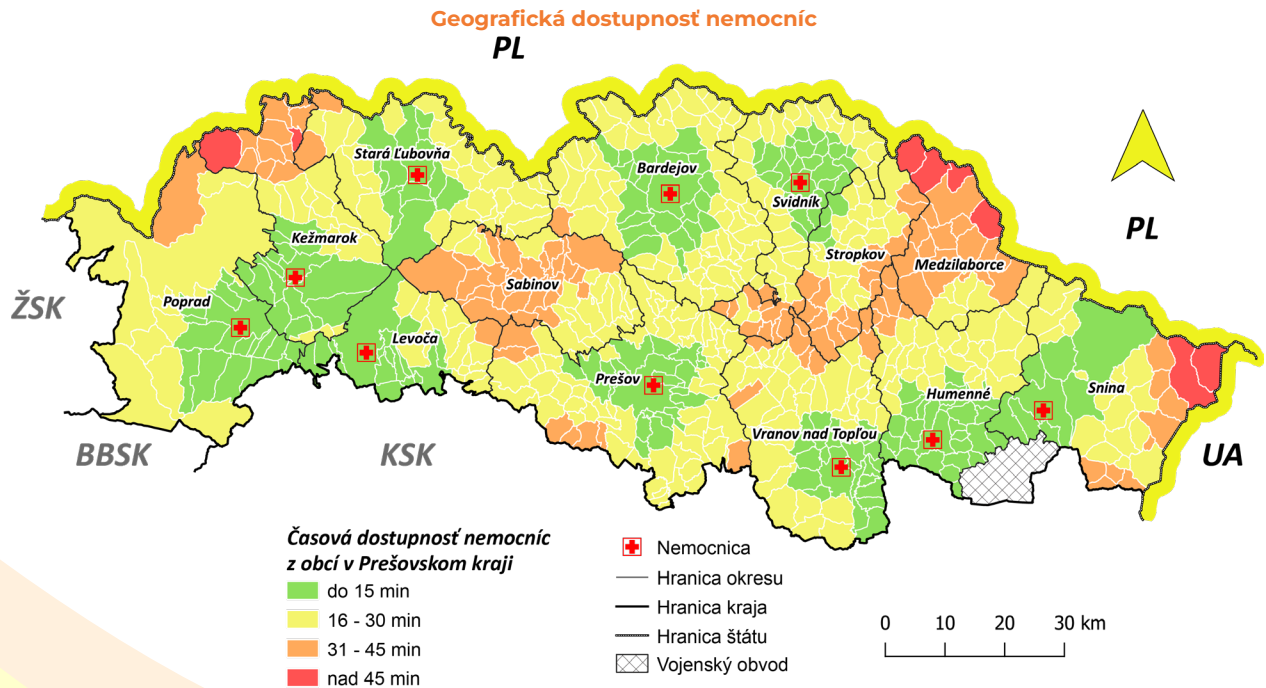 Geografická dostupnosť nemocníc
PL
Stará Ľubovňa
Bardejov
Svidník
PL
Kežmarok
Stropkov
Medzilaborce
Sabinov
ŽSK
Poprad
Levoča
Prešov
Humenné
Snina
Vranov nad Topľou
BBSK
KSK
UA
Časová dostupnosť nemocníc
z obcí v Prešovskom kraji
do 15 min
16 - 30 min
31 - 45 min
nad 45 min
Nemocnica
Hranica okresu
Hranica kraja
Hranica štátu
Vojenský obvod
0 10 20 30 km